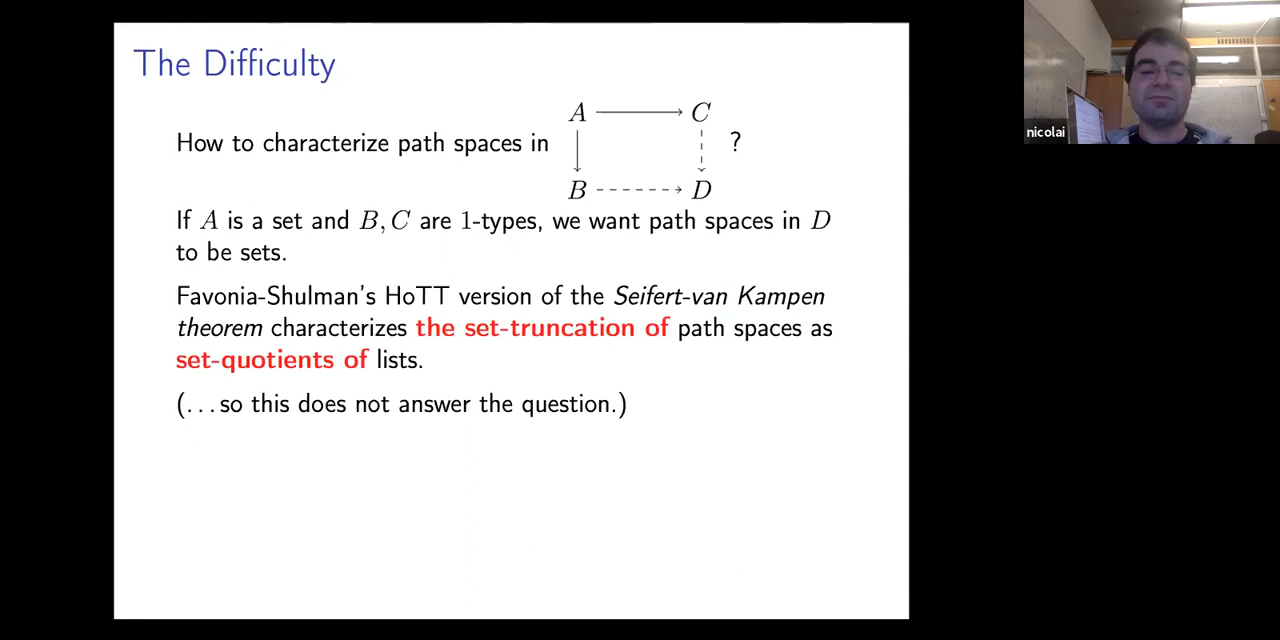 The Difficulty
A C
How to characterize path spaces in ?
B D
If A is a set and B, C are 1-types, we want path spaces in D
to be sets.
Favonia-Shulman's HoTT version of the Seifert-van Kampen
theorem characterizes the set-truncation of path spaces as
set-quotients of lists.
(...so this does not answer the question.)
nicolai